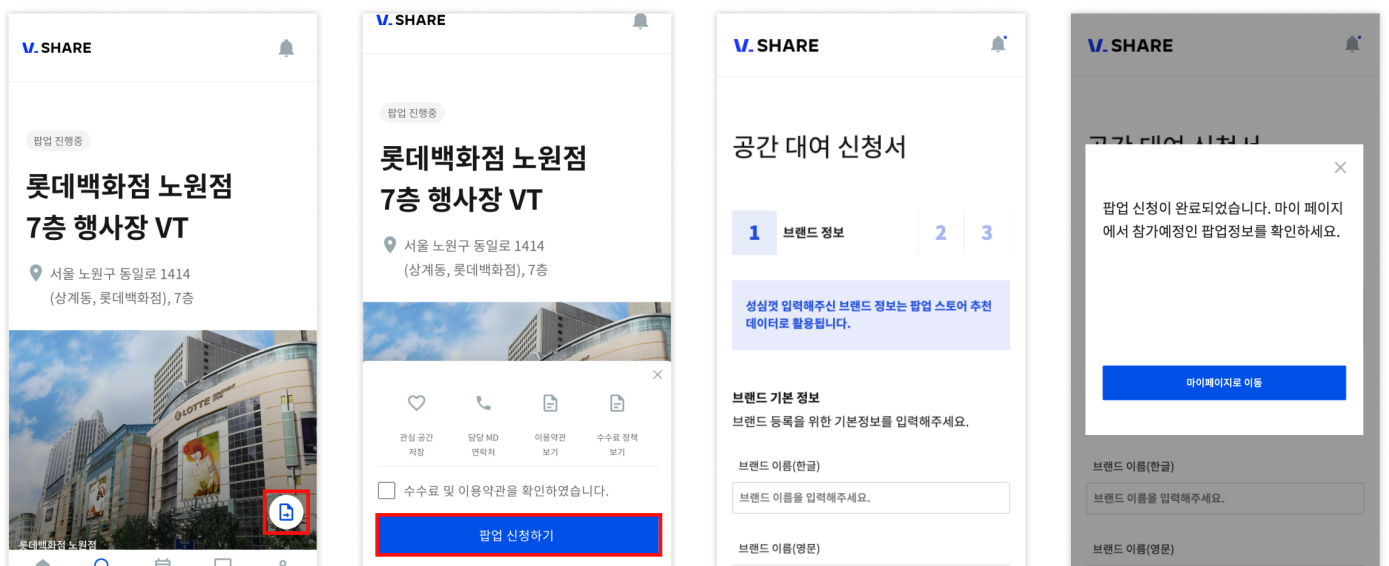 V. SHARE
팝업 진행중
롯데백화점 노원점
7층 행사장 VT
서울 노원구 동일로 1414
(상계동, 롯데백화점), 7층
LOTTE
롯데백화점 노원점
V. SHARE
팝업 진행중
롯데백화점 노원점
7층 행사장 VT
서울 노원구 동일로 1414
(상계동, 롯데백화점), 7층
관심 공간
저장
담당 MD
연락처
이용약관
보기
수수료 정책
보기
수수료 및 이용약관을 확인하였습니다.
팝업 신청하기
V. SHARE
공간 대여 신청서
1 브랜드 정보 2 3
성심껏 입력해주신 브랜드 정보는 팝업 스토어 추천
데이터로 활용됩니다.
브랜드 기본 정보
브랜드 등록을 위한 기본정보를 입력해주세요.
브랜드 이름(한글)
브랜드 이름을 입력해주세요.
브랜드 이름(영문)
V. SHARE
팝업 신청이 완료되었습니다. 마이 페이지
에서 참가예정인 팝업정보를 확인하세요.
마이페이지로 이동
브랜드 이름(한글)
브랜드 이름을 입력해주세요.
브랜드 이름(영문)